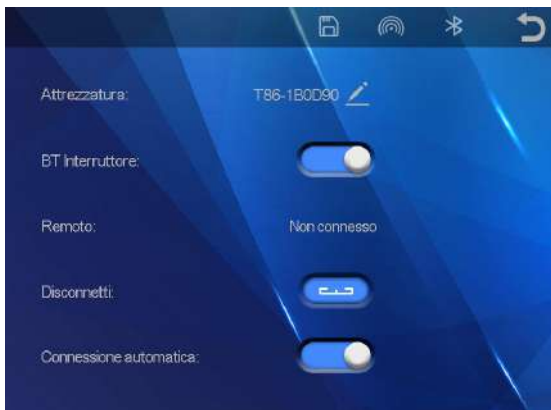 Attrezzatura: T86-1B0D90
BT Interruttore:
Remoto: Non connesso
Disconnetti:
Connessione automatica: